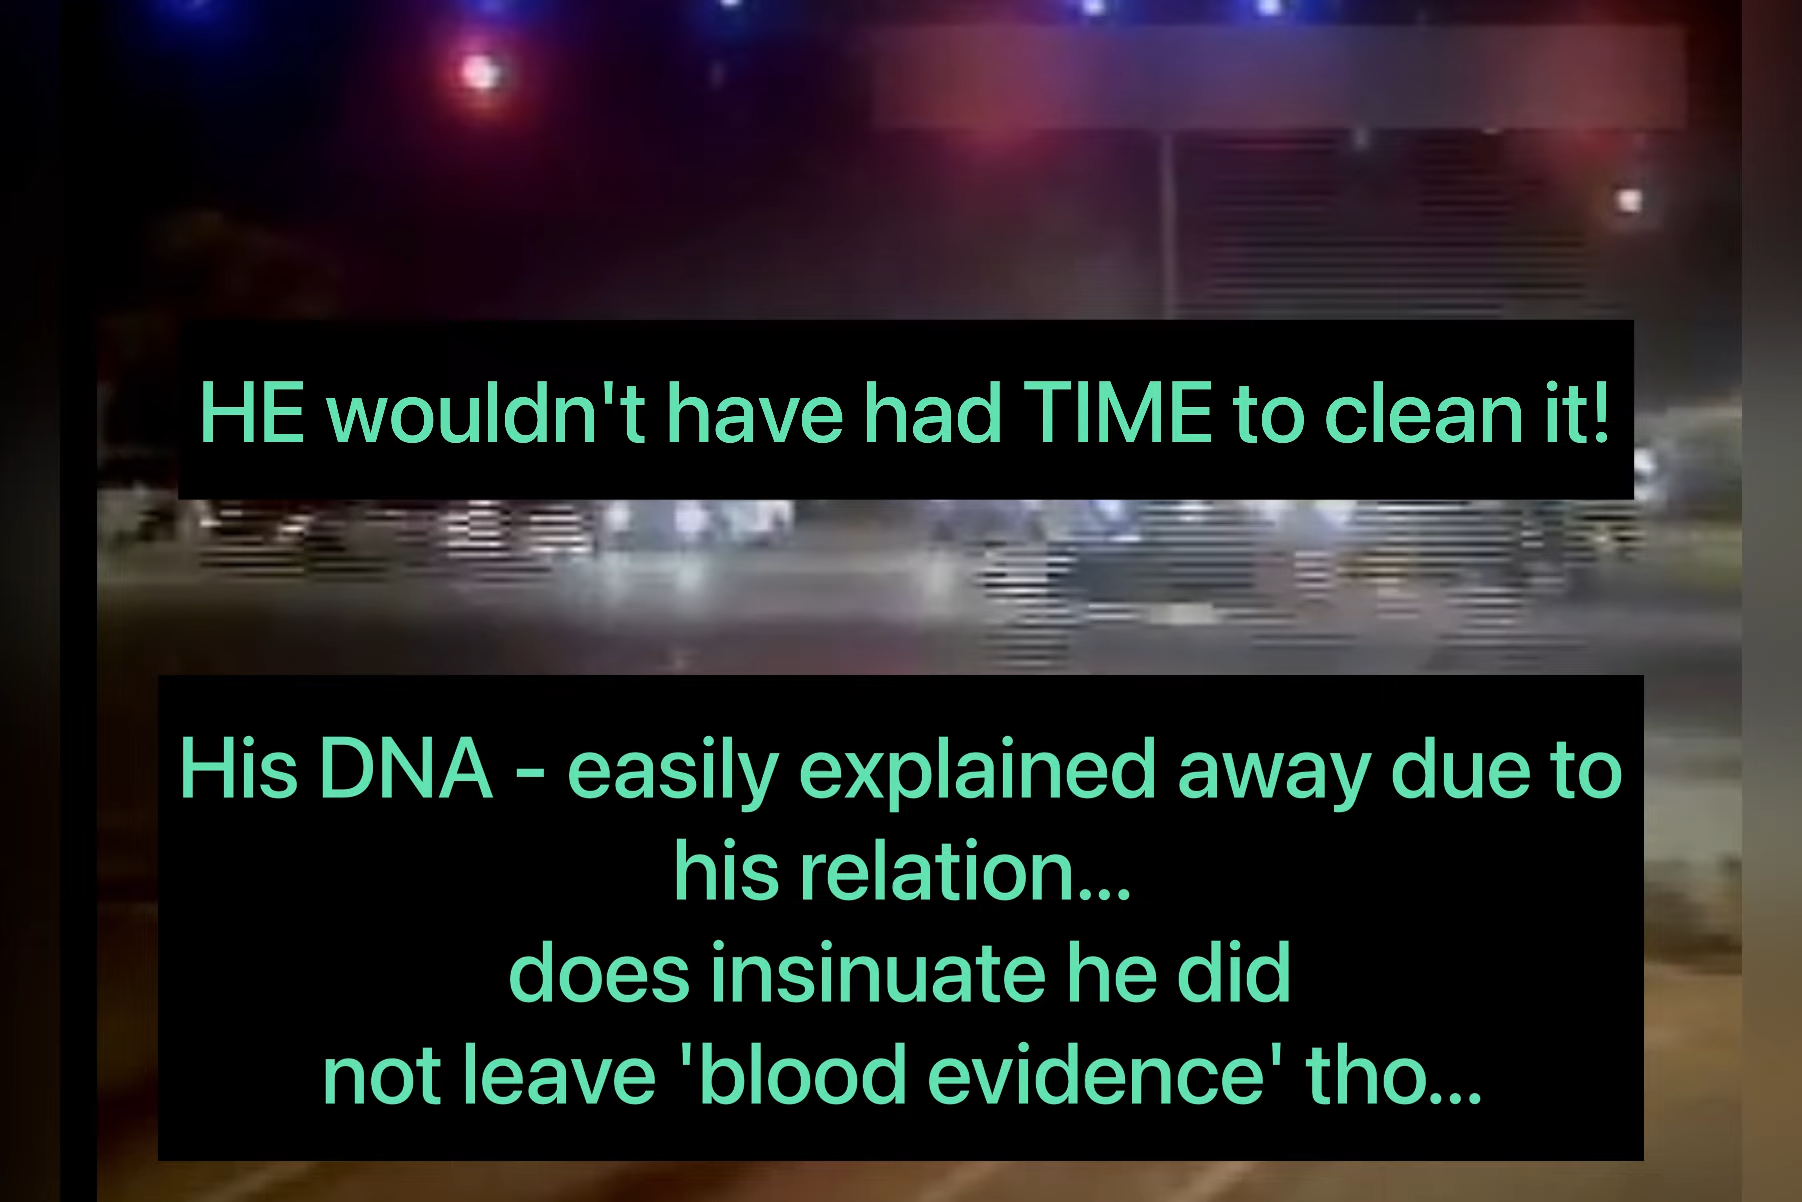 HE wouldn't have had TIME to clean it!
His DNA - easily explained away due to
his relation...
does insinuate he did
not leave 'blood evidence' tho...